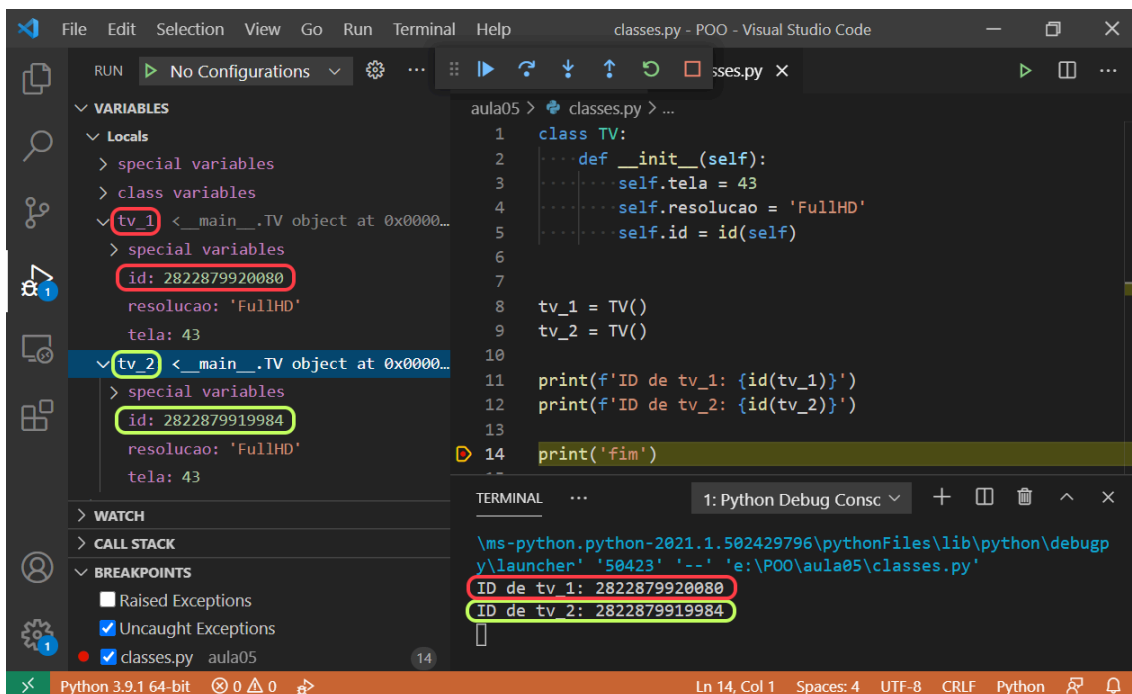 File Edit Selection View Go Run Terminal Help classes.py - POO - Visual Studio Code
RUN No Configurations ...
VARIABLES
Locals
special variables
class variables
tv_1 <__main__.TV object at 0x0000...
special variables
id: 2822879920080
resolucao: 'FullHD'
tela: 43
tv_2 <__main__.TV object at 0x0000...
special variables
id: 2822879919984
resolucao: 'FullHD'
tela: 43
WATCH
CALL STACK
BREAKPOINTS
Raised Exceptions
Uncaught Exceptions
classes.py aula05 14
1
1
sses.py
aula05 > classes.py > ...
1 class TV:
2 ····def __init__(self):
3 ········self.tela = 43
4 ········self.resolucao = 'FullHD'
5 ········self.id = id(self)
6
7
8 tv_1 = TV()
9 tv_2 = TV()
10
11 print(f'ID de tv_1: {id(tv_1)}')
12 print(f'ID de tv_2: {id(tv_2)}')
13
14 print('fim')
TERMINAL ... 1: Python Debug Consc
\ms-python.python-2021.1.502429796\pythonFiles\lib\python\debugp
y\launcher' '50423' '--' 'e:\POO\aula05\classes.py'
ID de tv_1: 2822879920080
ID de tv_2: 2822879919984
Python 3.9.1 64-bit 0 0 Ln 14, Col 1 Spaces: 4 UTF-8 CRLF Python